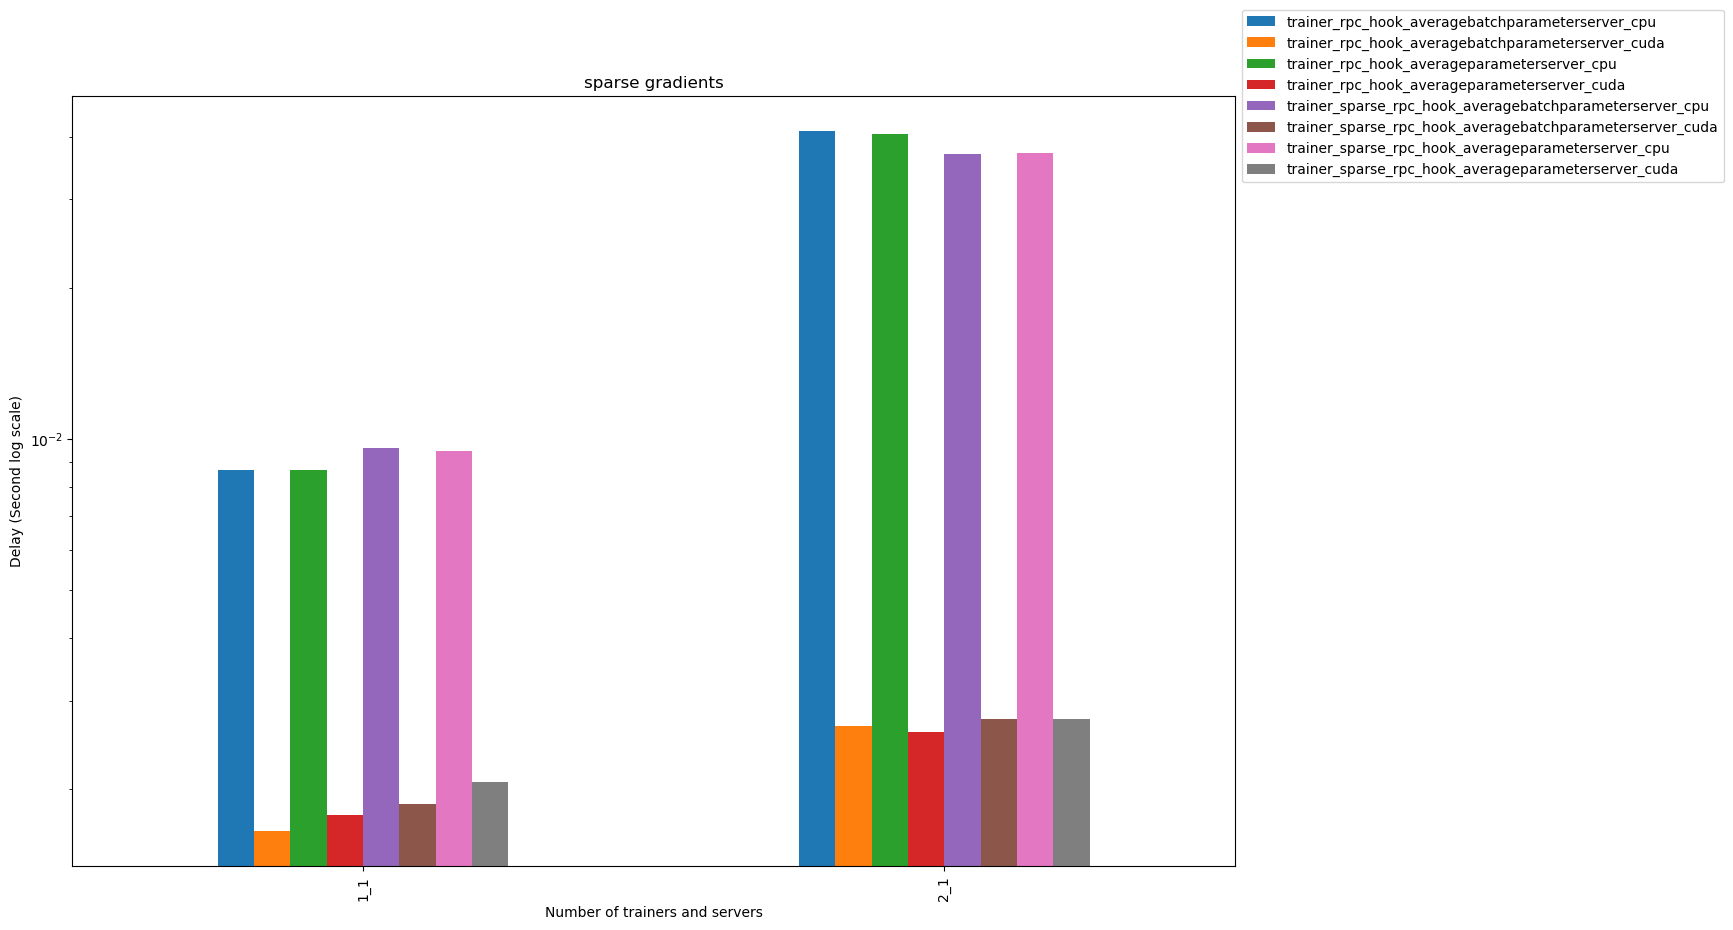 sparse gradients
trainer_rpc_hook_averagebatchparameterserver_cpu
trainer_rpc_hook_averagebatchparameterserver_cuda
trainer_rpc_hook_averageparameterserver_cpu
trainer_rpc_hook_averageparameterserver_cuda
trainer_sparse_rpc_hook_averagebatchparameterserver_cpu
trainer_sparse_rpc_hook_averagebatchparameterserver_cuda
trainer_sparse_rpc_hook_averageparameterserver_cpu
trainer_sparse_rpc_hook_averageparameterserver_cuda
Delay (Second log scale)
10⁻²
1_1
2_1
Number of trainers and servers